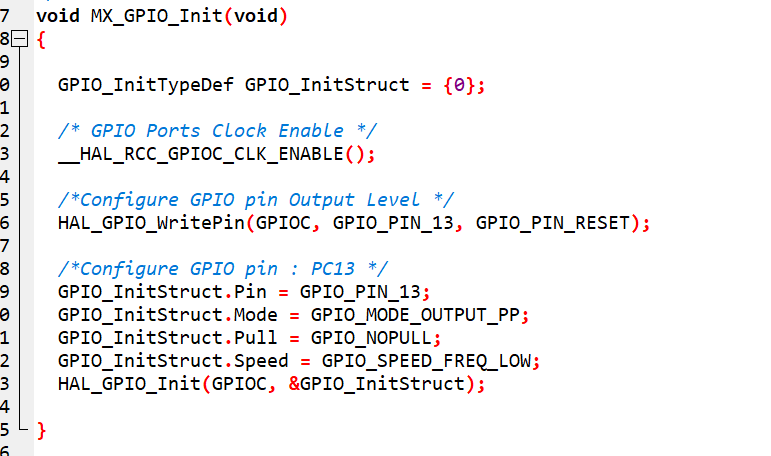 7 void MX_GPIO_Init(void)
8 {
9
0 GPIO_InitTypeDef GPIO_InitStruct = {0};
1
2 /* GPIO Ports Clock Enable */
3 __HAL_RCC_GPIOC_CLK_ENABLE();
4
5 /*Configure GPIO pin Output Level */
6 HAL_GPIO_WritePin(GPIOC, GPIO_PIN_13, GPIO_PIN_RESET);
7
8 /*Configure GPIO pin : PC13 */
9 GPIO_InitStruct.Pin = GPIO_PIN_13;
0 GPIO_InitStruct.Mode = GPIO_MODE_OUTPUT_PP;
1 GPIO_InitStruct.Pull = GPIO_NOPULL;
2 GPIO_InitStruct.Speed = GPIO_SPEED_FREQ_LOW;
3 HAL_GPIO_Init(GPIOC, &GPIO_InitStruct);
4
5 }
6